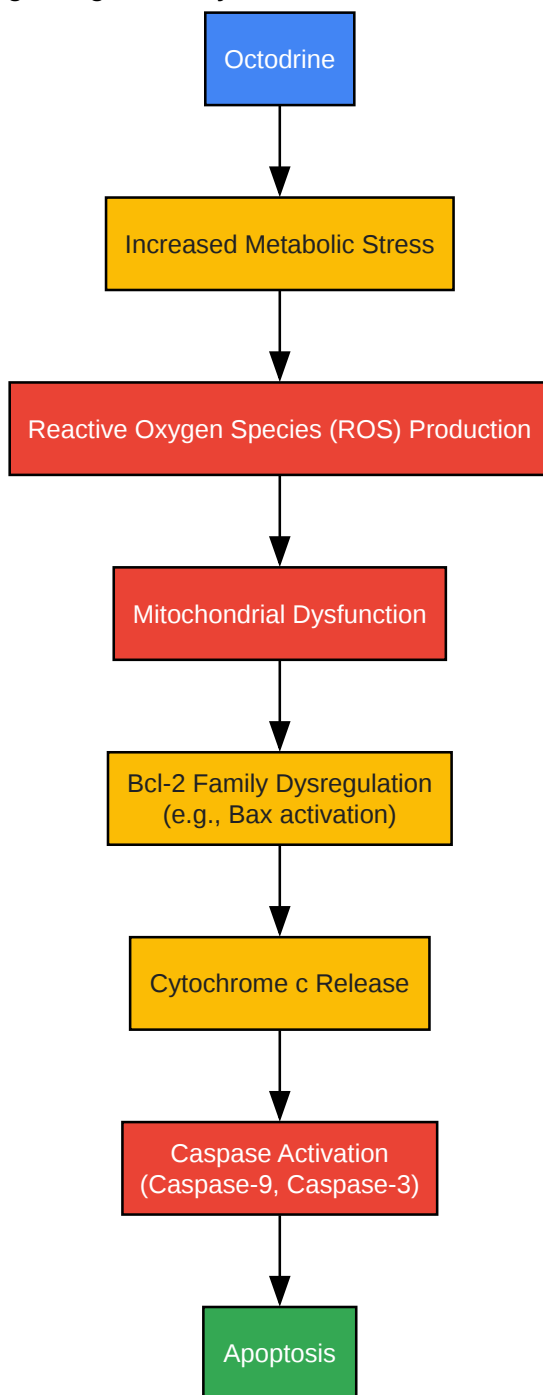 Octodrine
Increased Metabolic Stress
Reactive Oxygen Species (ROS) Production
Mitochondrial Dysfunction
Bcl-2 Family Dysregulation
(e.g., Bax activation)
Cytochrome c Release
Caspase Activation
(Caspase-9, Caspase-3)
Apoptosis